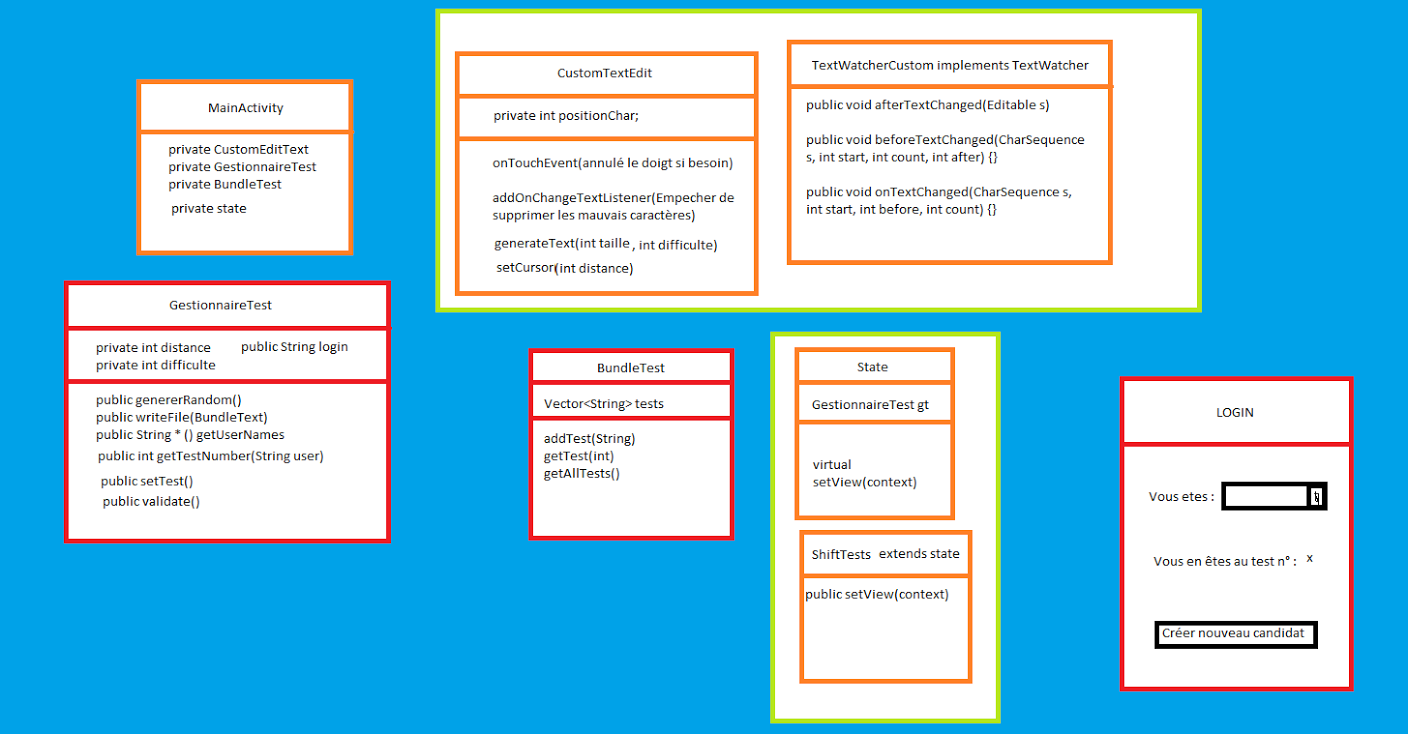 MainActivity
private CustomEditText
private GestionnaireTest
private BundleTest
private state
CustomTextEdit
private int positionChar;
onTouchEvent(annulé le doigt si besoin)
addOnChangeTextListener(Empecher de
supprimer les mauvais caractères)
generateText(int taille , int difficulte)
setCursor(int distance)
TextWatcherCustom implements TextWatcher
public void afterTextChanged(Editable s)
public void beforeTextChanged(CharSequence
s, int start, int count, int after) {}
public void onTextChanged(CharSequence s,
int start, int before, int count) {}
GestionnaireTest
private int distance public String login
private int difficulte
public genererRandom()
public writeFile(BundleText)
public String * () getUserNames
public int getTestNumber(String user)
public setTest()
public validate()
BundleTest
Vector<String> tests
addTest(String)
getTest(int)
getAllTests()
State
GestionnaireTest gt
virtual
setView(context)
ShiftTests extends state
public setView(context)
LOGIN
Vous etes :
Vous en êtes au test n° : x
Créer nouveau candidat